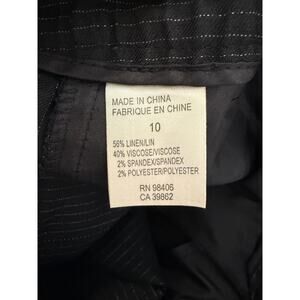 MADE IN CHINA
FABRIQUE EN CHINE
10
56% LINEN/LIN
40% VISCOSE/VISCOSE
2% SPANDEX/SPANDEX
2% POLYESTER/POLYESTER
RN 98406
CA 39862